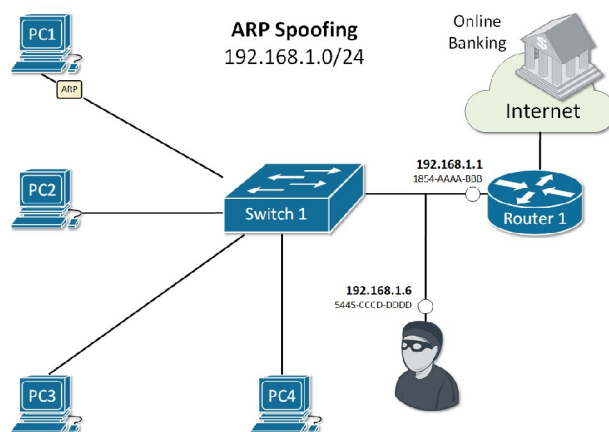 PC1
ARP Spoofing
192.168.1.0/24
Online
Banking
$
ARP
Internet
192.168.1.1
1854-AAAA-BBB
PC2
Switch 1
Router 1
192.168.1.6
5445-CCCD-DDDD
PC3
PC4